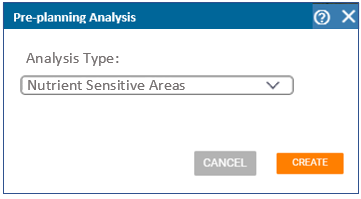 Pre-planning Analysis ? X
Analysis Type:
Nutrient Sensitive Areas
CANCEL CREATE